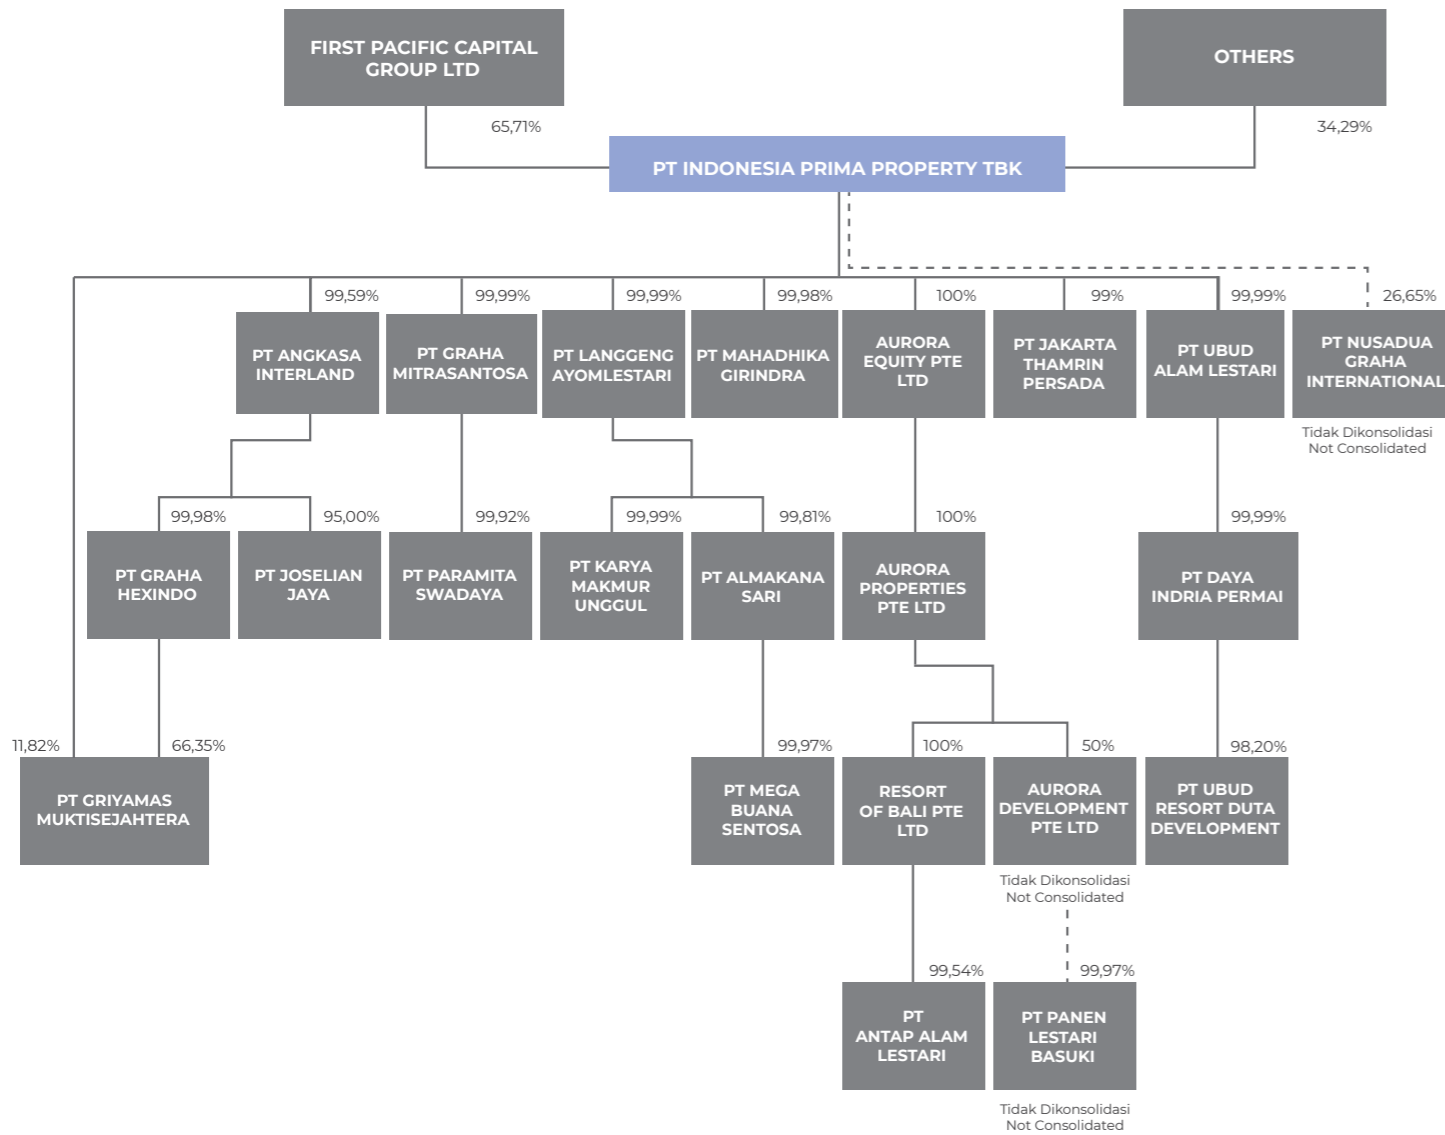 FIRST PACIFIC CAPITAL
GROUP LTD
OTHERS
65,71%
34,29%
PT INDONESIA PRIMA PROPERTY TBK
99,59%
99,99%
99,99%
99,98%
100%
99%
99,99%
26,65%
PT ANGKASA
INTERLAND
PT GRAHA
MITRASANTOSA
PT LANGGENG
AYOMLESTARI
PT MAHADHIKA
GIRINDRA
AURORA
EQUITY PTE
LTD
PT JAKARTA
THAMRIN
PERSADA
PT UBUD
ALAM LESTARI
PT NUSADUA
GRAHA
INTERNATIONAL
Tidak Dikonsolidasi
Not Consolidated
99,98%
95,00%
99,92%
99,99%
99,81%
100%
99,99%
PT GRAHA
HEXINDO
PT JOSELIAN
JAYA
PT PARAMITA
SWADAYA
PT KARYA
MAKMUR
UNGGUL
PT ALMAKANA
SARI
AURORA
PROPERTIES
PTE LTD
PT DAYA
INDRIA PERMAI
11,82%
66,35%
99,97%
100%
50%
98,20%
PT GRIYAMAS
MUKTISEJAHTERA
PT MEGA
BUANA
SENTOSA
RESORT
OF BALI PTE
LTD
AURORA
DEVELOPMENT
PTE LTD
PT UBUD
RESORT DUTA
DEVELOPMENT
Tidak Dikonsolidasi
Not Consolidated
99,54%
99,97%
PT
ANTAP ALAM
LESTARI
PT PANEN
LESTARI
BASUKI
Tidak Dikonsolidasi
Not Consolidated